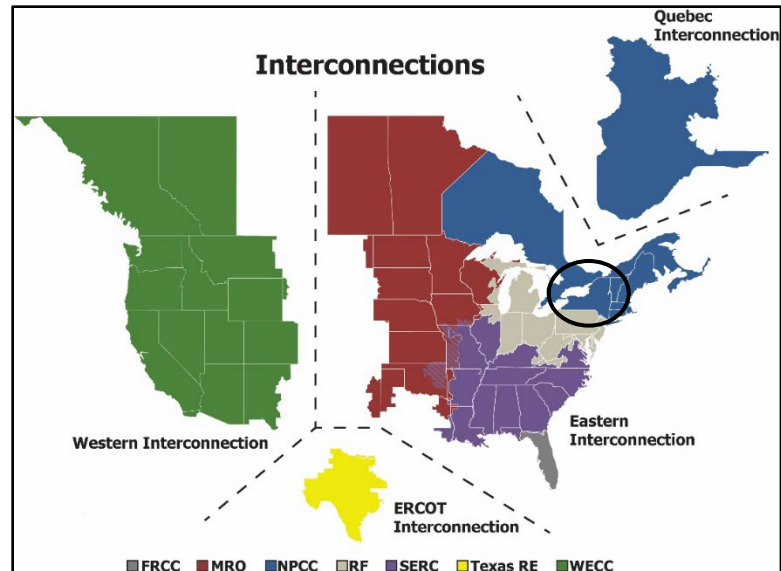 Quebec
Interconnection
Interconnections
Western Interconnection
Eastern
Interconnection
ERCOT
Interconnection
FRCC MRO NPCC RF SERC Texas RE WECC